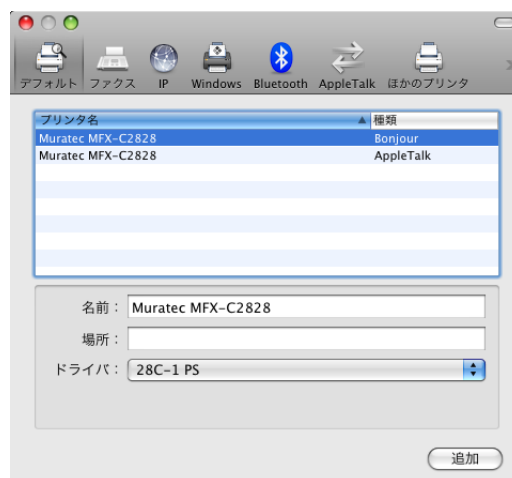 デフォルト ファクス IP Windows Bluetooth AppleTalk ほかのプリンタ
プリンタ名 種類
Muratec MFX-C2828 Bonjour
Muratec MFX-C2828 AppleTalk
名前： Muratec MFX-C2828
場所：
ドライバ： 28C-1 PS
追加